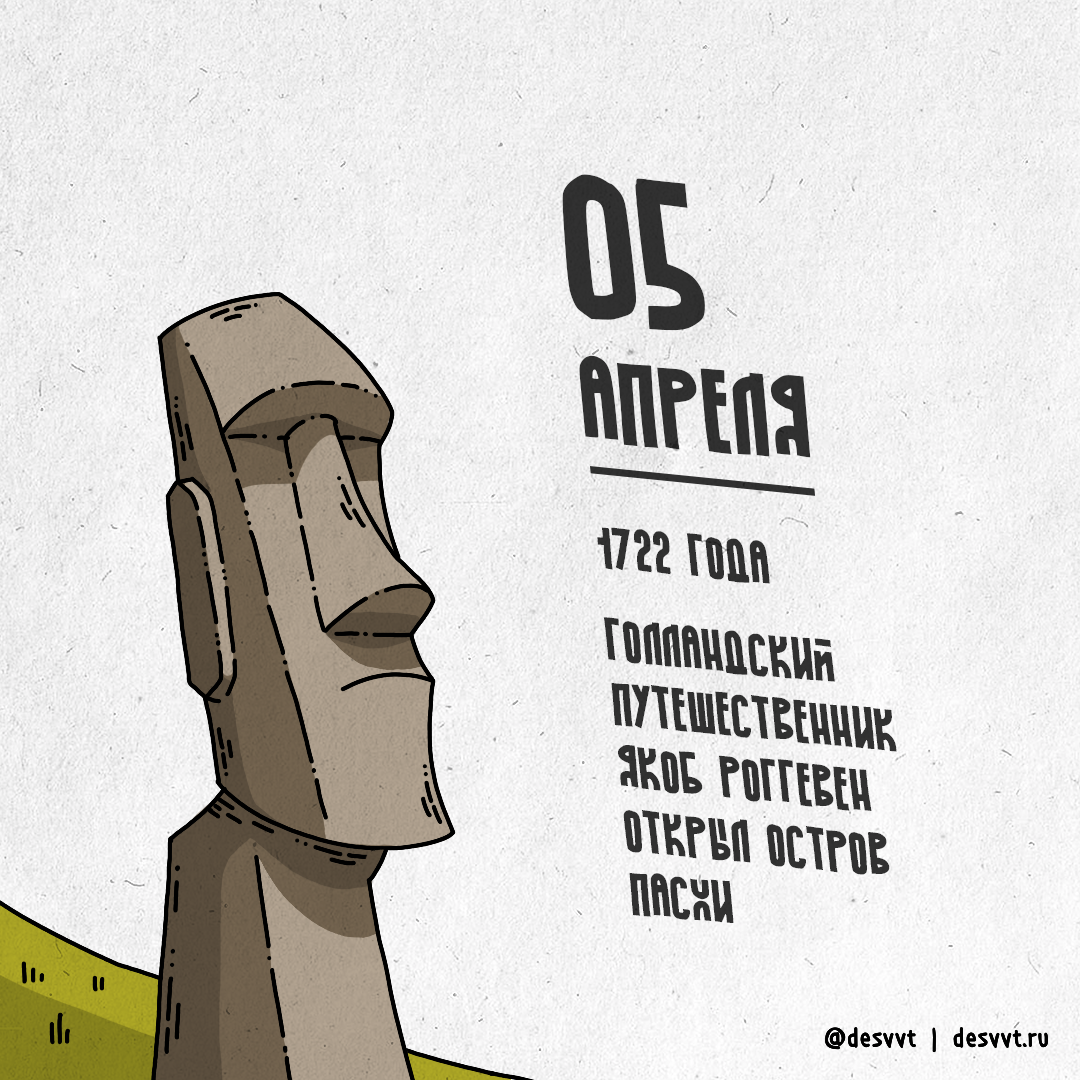 05
АПРЕЛЯ
1722 ГОДА
ГОЛЛАНДСКИЙ
ПУТЕШЕСТВЕННИК
ЯКОБ РОГГЕВЕН
ОТКРЫЛ ОСТРОВ
ПАСХИ
@desvvt | desvvt.ru